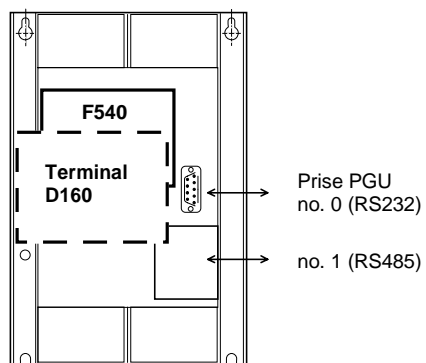 F540
Terminal
D160
Prise PGU
no. 0 (RS232)
no. 1 (RS485)